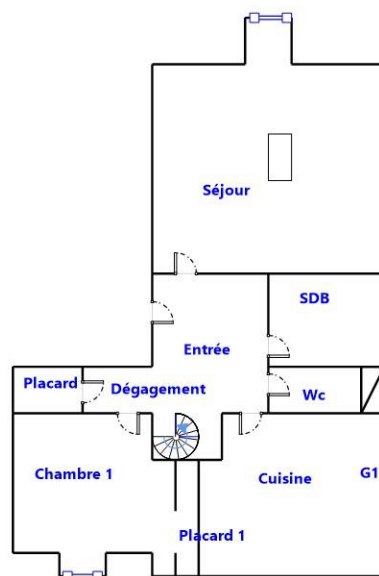 Séjour
SDB
Entrée
Placard
Dégagement
Wc
Chambre 1
Cuisine
G1
Placard 1